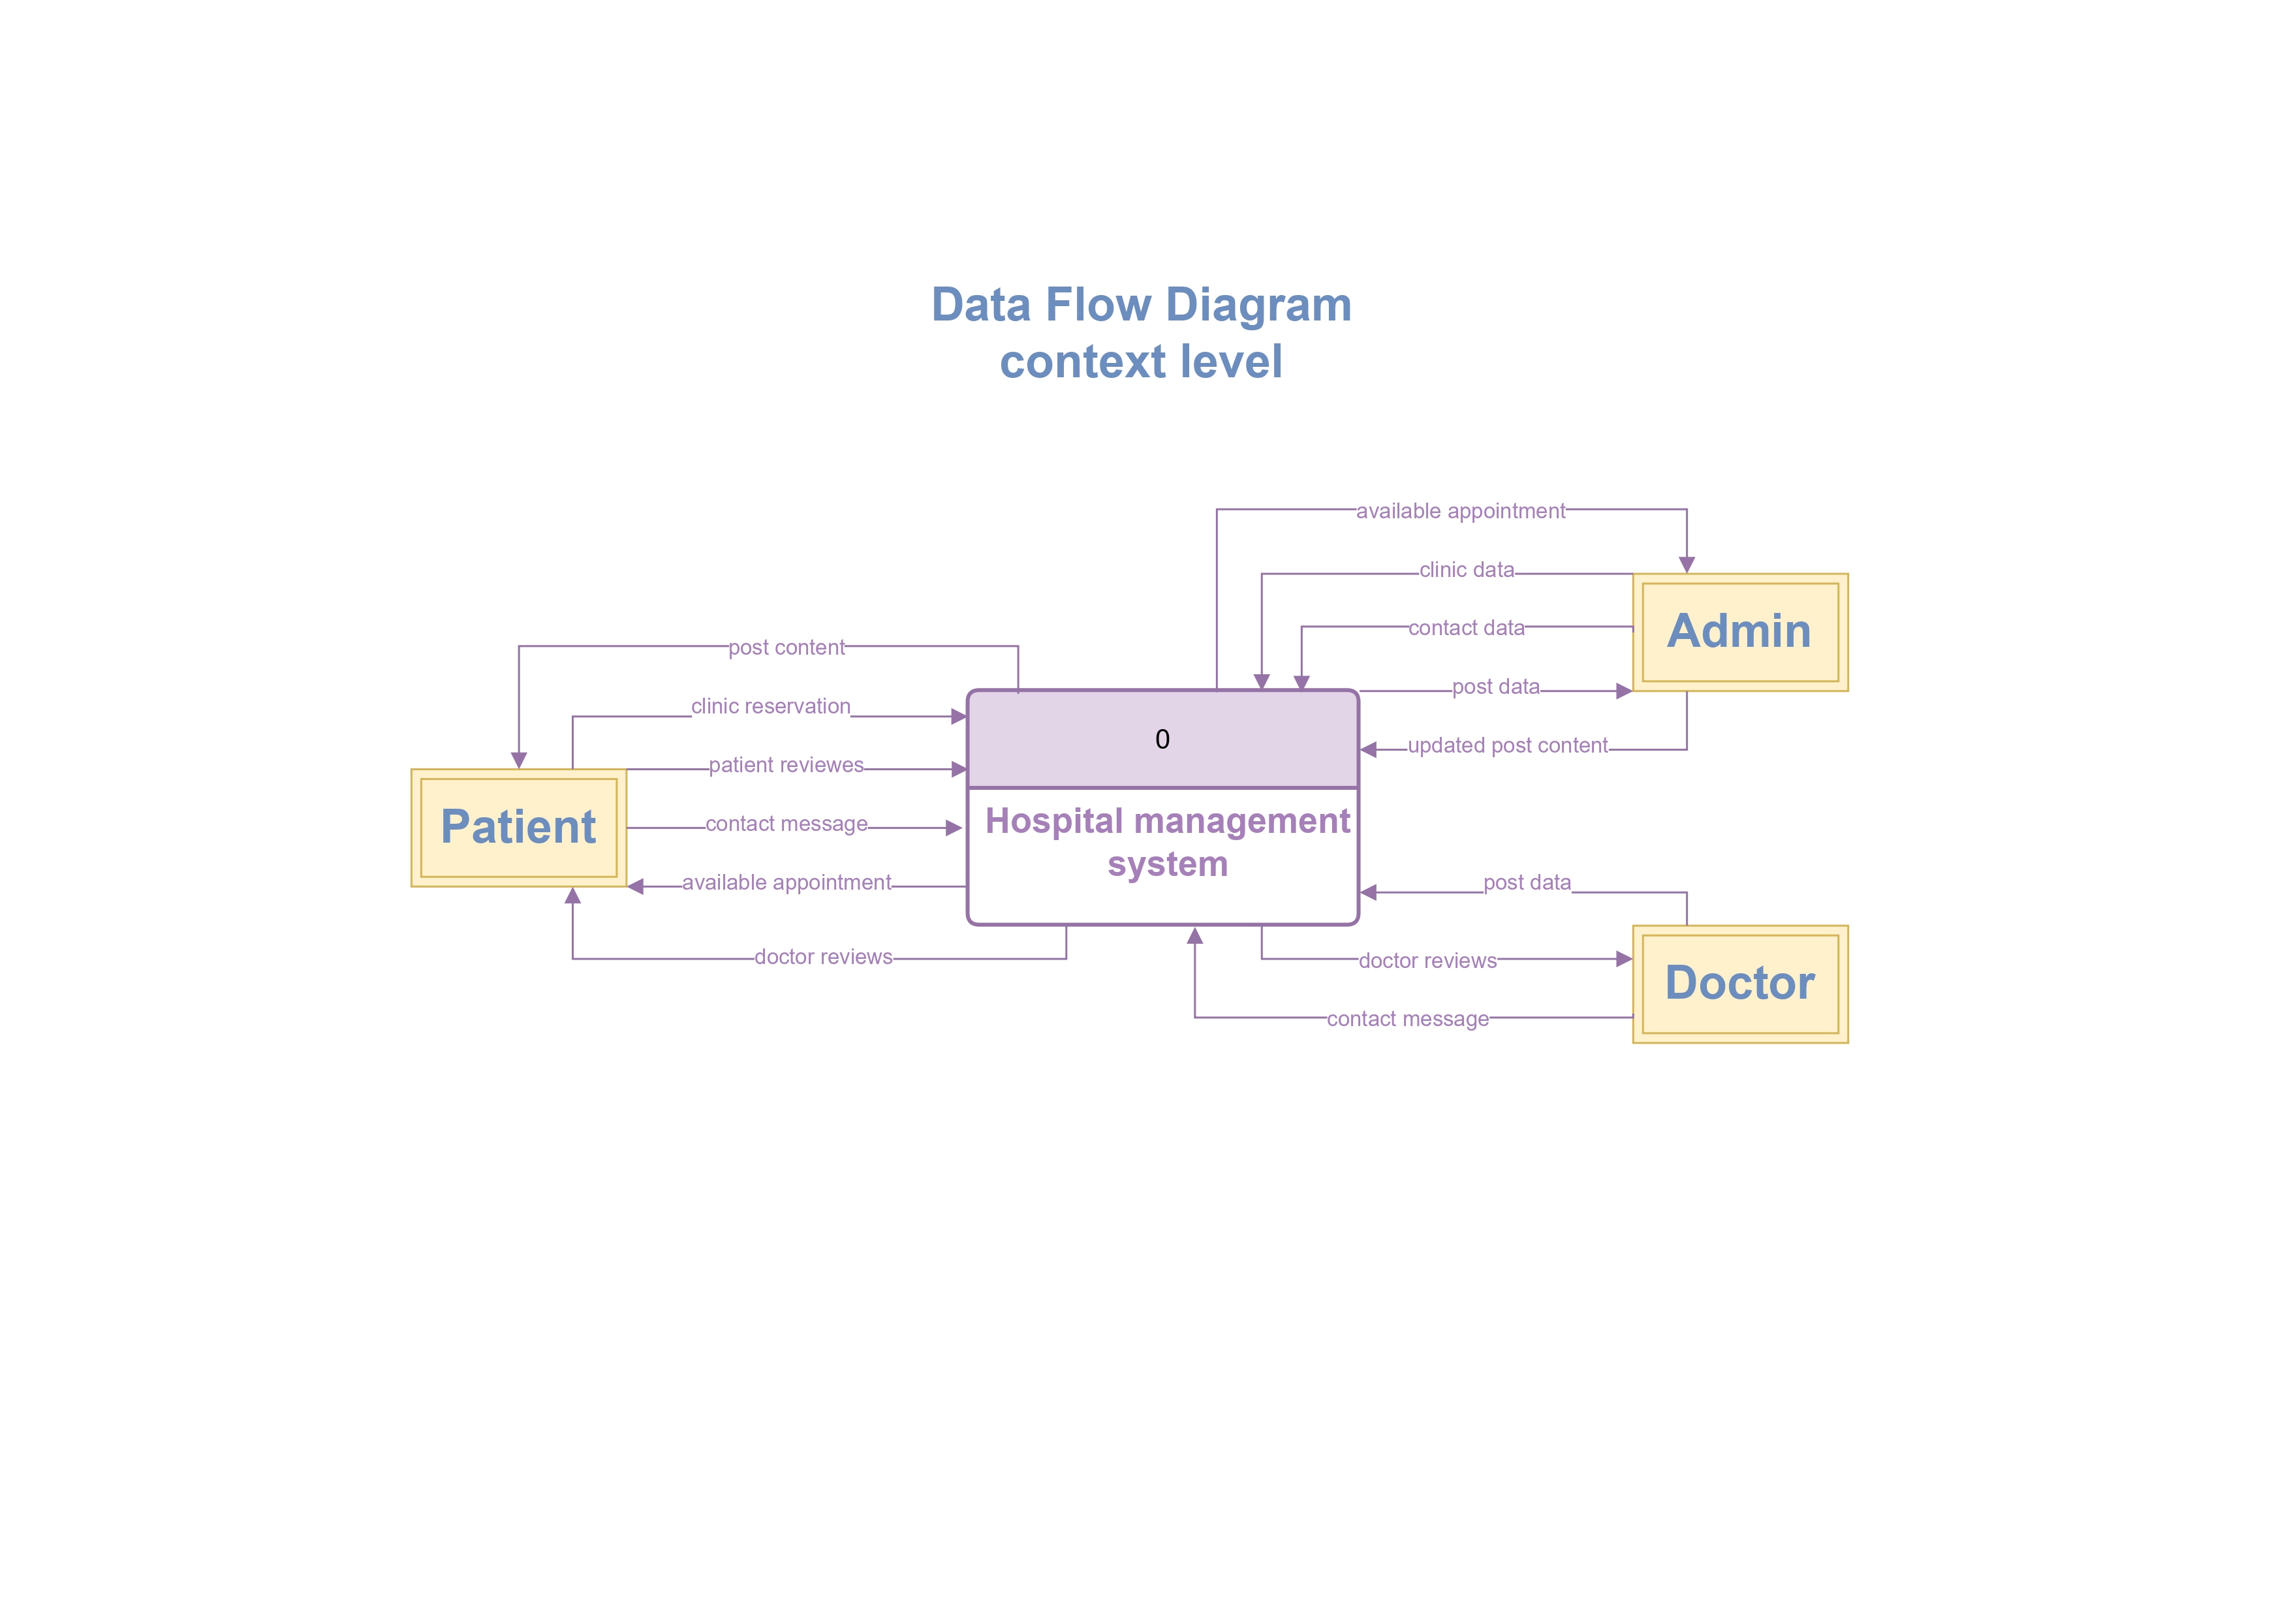 Data Flow Diagram
context level
available appointment
clinic data
contact data
Admin
post data
updated post content
post content
clinic reservation
patient reviewes
contact message
available appointment
doctor reviews
Patient
0
Hospital management
system
post data
doctor reviews
contact message
Doctor